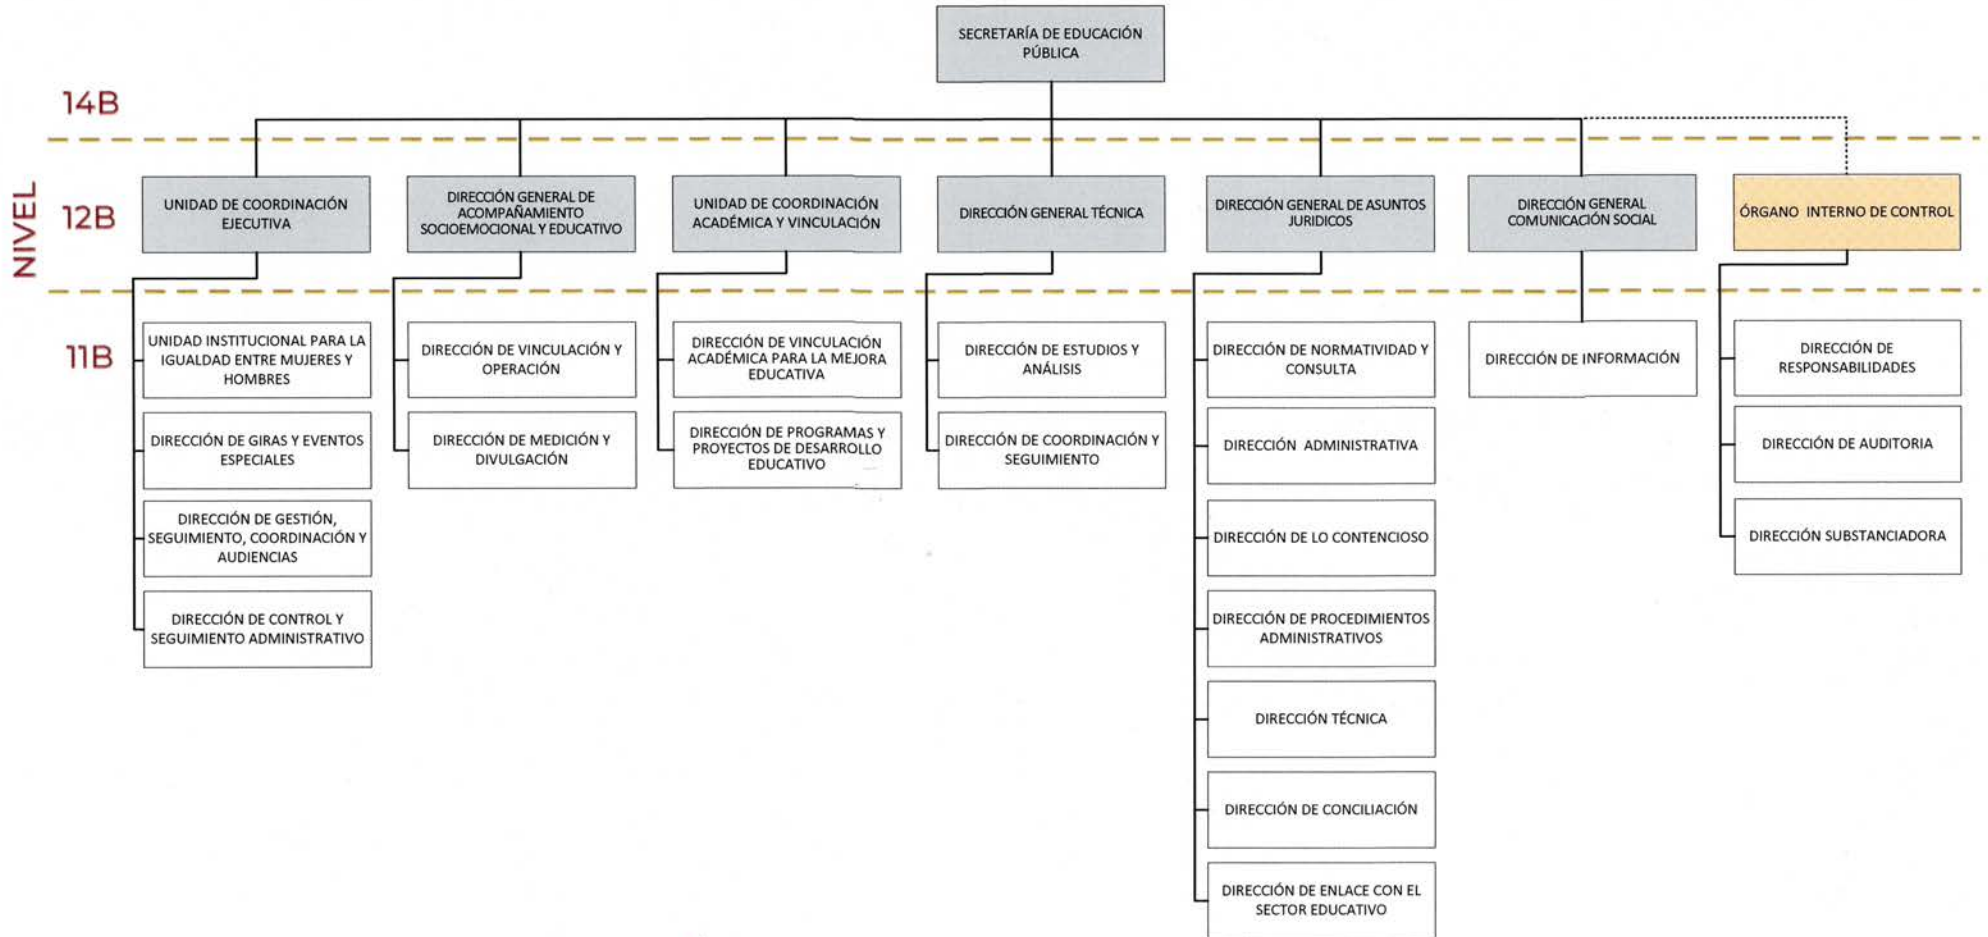 SECRETARÍA DE EDUCACIÓN
PÚBLICA
14B
NIVEL
12B
UNIDAD DE COORDINACIÓN
EJECUTIVA
DIRECCIÓN GENERAL DE
ACOMPAÑAMIENTO
SOCIOEMOCIONAL Y EDUCATIVO
UNIDAD DE COORDINACIÓN
ACADÉMICA Y VINCULACIÓN
DIRECCIÓN GENERAL TÉCNICA
DIRECCIÓN GENERAL DE ASUNTOS
JURIDICOS
DIRECCIÓN GENERAL
COMUNICACIÓN SOCIAL
ÓRGANO INTERNO DE CONTROL
11B
UNIDAD INSTITUCIONAL PARA LA
IGUALDAD ENTRE MUJERES Y
HOMBRES
DIRECCIÓN DE GIRAS Y EVENTOS
ESPECIALES
DIRECCIÓN DE GESTIÓN,
SEGUIMIENTO, COORDINACIÓN Y
AUDIENCIAS
DIRECCIÓN DE CONTROL Y
SEGUIMIENTO ADMINISTRATIVO
DIRECCIÓN DE VINCULACIÓN Y
OPERACIÓN
DIRECCIÓN DE MEDICIÓN Y
DIVULGACIÓN
DIRECCIÓN DE VINCULACIÓN
ACADÉMICA PARA LA MEJORA
EDUCATIVA
DIRECCIÓN DE PROGRAMAS Y
PROYECTOS DE DESARROLLO
EDUCATIVO
DIRECCIÓN DE ESTUDIOS Y
ANÁLISIS
DIRECCIÓN DE COORDINACIÓN Y
SEGUIMIENTO
DIRECCIÓN DE NORMATIVIDAD Y
CONSULTA
DIRECCIÓN ADMINISTRATIVA
DIRECCIÓN DE LO CONTENCIOSO
DIRECCIÓN DE PROCEDIMIENTOS
ADMINISTRATIVOS
DIRECCIÓN TÉCNICA
DIRECCIÓN DE CONCILIACIÓN
DIRECCIÓN DE ENLACE CON EL
SECTOR EDUCATIVO
DIRECCIÓN DE INFORMACIÓN
DIRECCIÓN DE
RESPONSABILIDADES
DIRECCIÓN DE AUDITORIA
DIRECCIÓN SUBSTANCIADORA